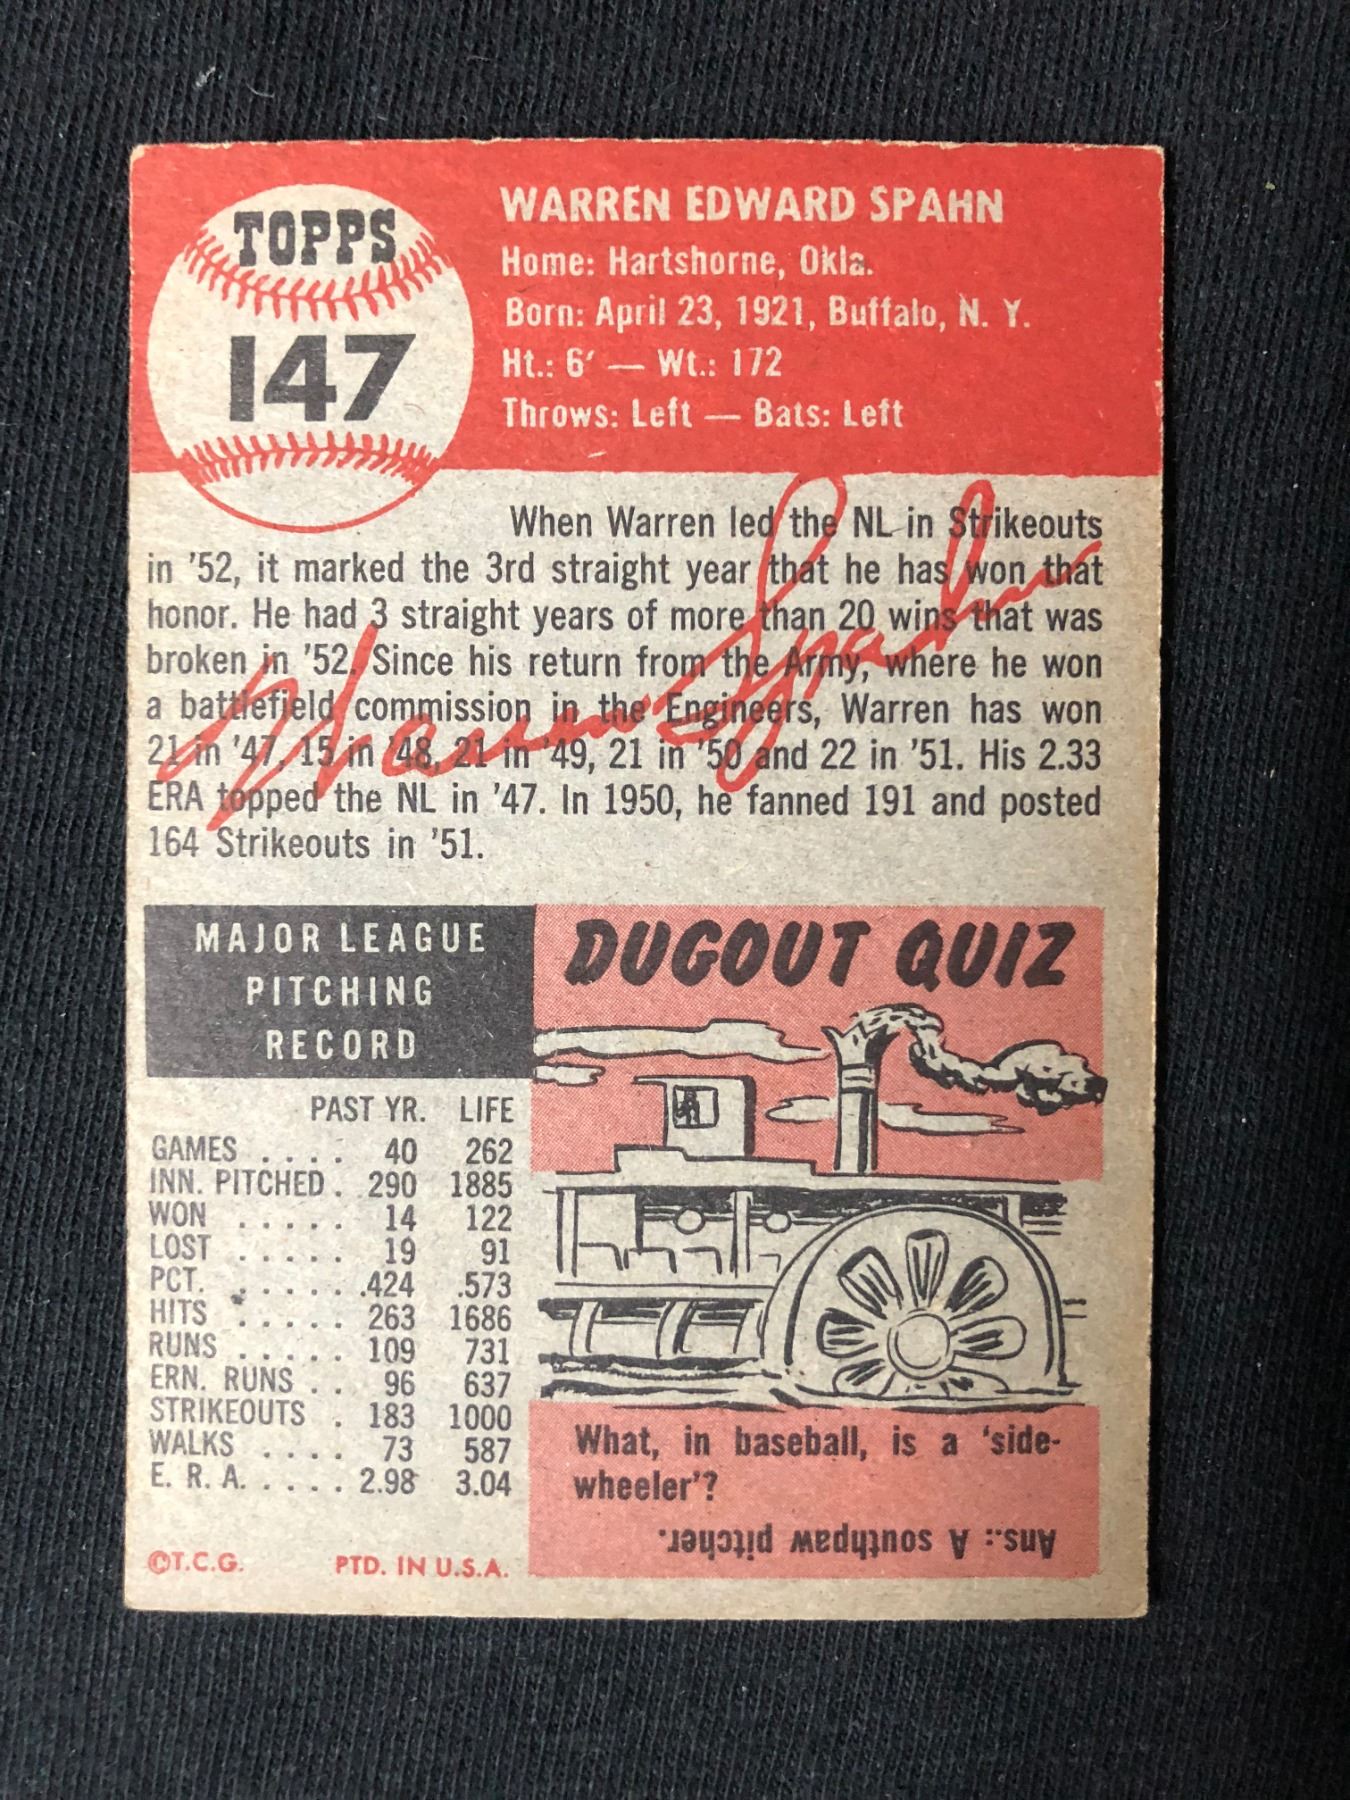 TOPPS
147
WARREN EDWARD SPAHN
Home: Hartshorne, Okla.
Born: April 23, 1921, Buffalo, N. Y.
Ht.: 6′ — Wt.: 172
Throws: Left — Bats: Left
When Warren led the NL in Strikeouts
in '52, it marked the 3rd straight year that he has won that
honor. He had 3 straight years of more than 20 wins that was
broken in '52. Since his return from the Army, where he won
a battlefield commission in the Engineers, Warren has won
21 in '47, 15 in '48, 21 in '49, 21 in '50 and 22 in '51. His 2.33
ERA topped the NL in '47. In 1950, he fanned 191 and posted
164 Strikeouts in '51.
Warren Spahn
MAJOR LEAGUE
PITCHING
RECORD
PAST YR. LIFE
GAMES . . . . 40 262
INN. PITCHED . 290 1885
WON . . . . . 14 122
LOST . . . . . 19 91
PCT. . . . . . .424 .573
HITS . . . . . 263 1686
RUNS . . . . . 109 731
ERN. RUNS . . 96 637
STRIKEOUTS . 183 1000
WALKS . . . . 73 587
E. R. A. . . . . 2.98 3.04
©T.C.G. PTD. IN U.S.A.
DUGOUT QUIZ
What, in baseball, is a 'side-
wheeler'?
Ans.: A southpaw pitcher.